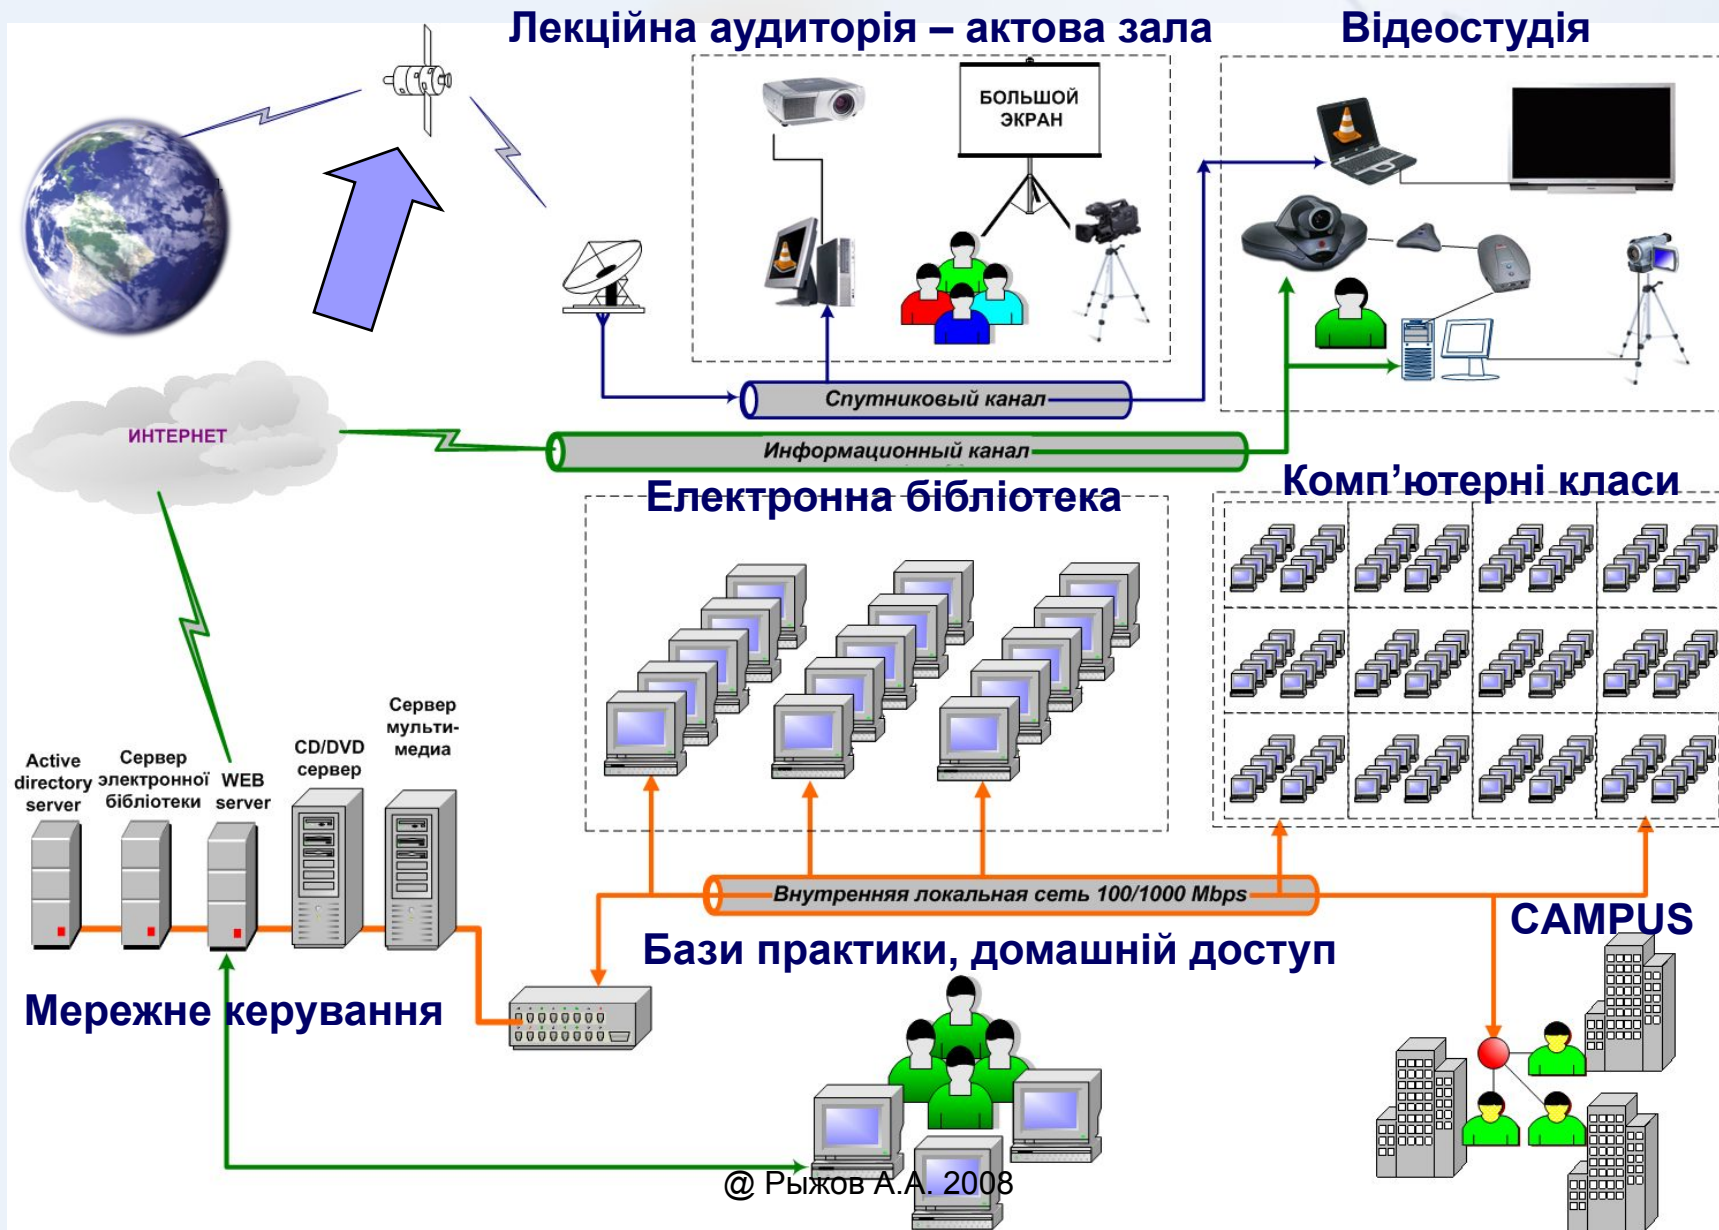 Лекційна аудиторія – актова зала
Відеостудія
БОЛЬШОЙ
ЭКРАН
Спутниковый канал
ИНТЕРНЕТ
Информационный канал
Електронна бібліотека
Комп’ютерні класи
Active
directory
server
Сервер
электронної
бібліотеки
WEB
server
CD/DVD
сервер
Сервер
мульти-
медиа
Внутренняя локальная сеть 100/1000 Mbps
CAMPUS
Бази практики, домашній доступ
Мережне керування
@ Рыжов А.А. 2008